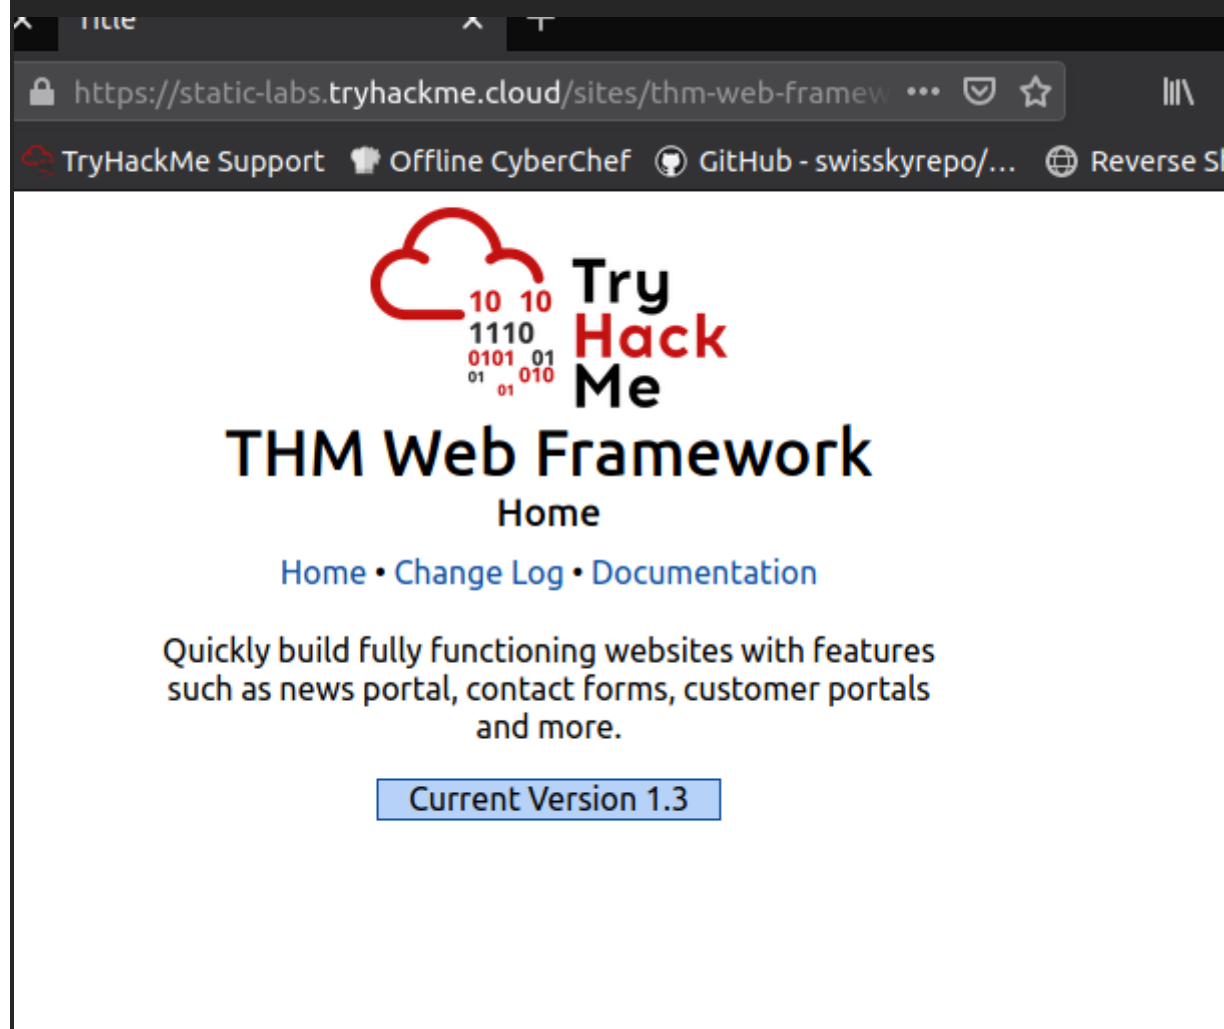 Title
https://static-labs.tryhackme.cloud/sites/thm-web-framew
TryHackMe Support Offline CyberChef GitHub - swisskyrepo/... Reverse Sh
10 10
1110
0101 01
01 01 010
Try
Hack
Me
THM Web Framework
Home
Home • Change Log • Documentation
Quickly build fully functioning websites with features
such as news portal, contact forms, customer portals
and more.
Current Version 1.3